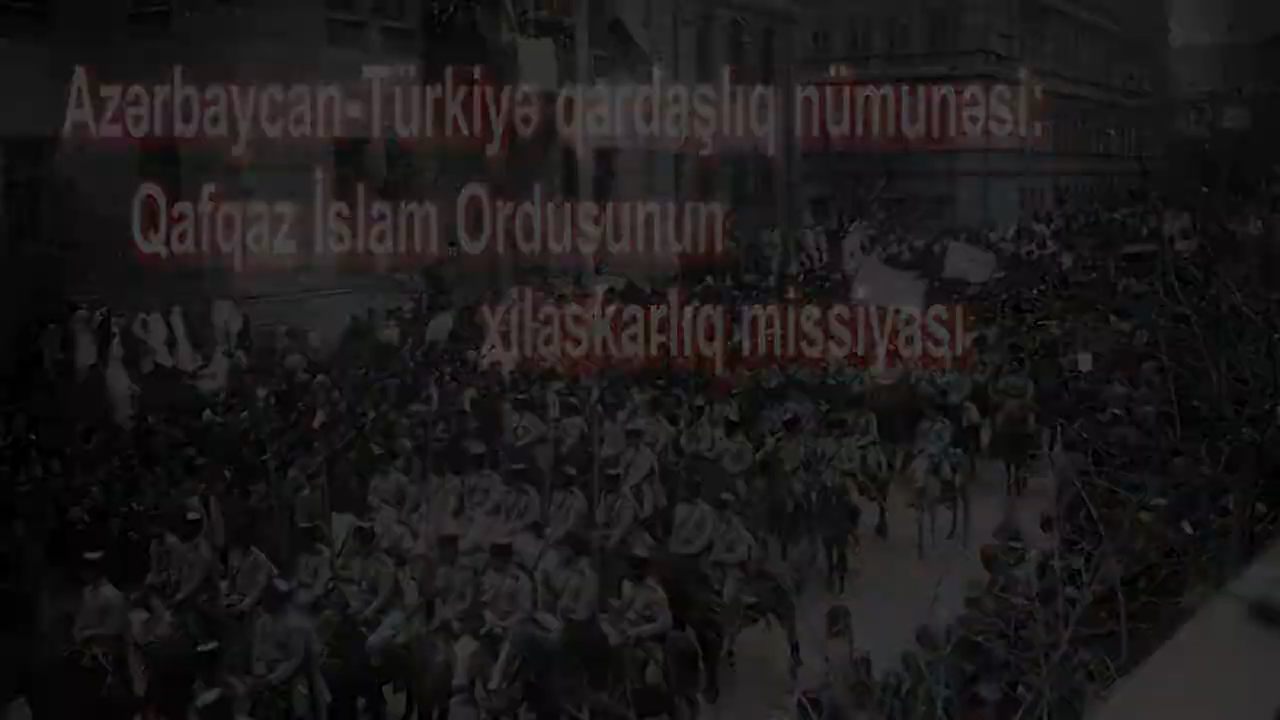 Azərbaycan-Türkiyə qardaşlıq nümunəsi:
Qafqaz İslam Ordusunun
xilaskarlıq missiyası